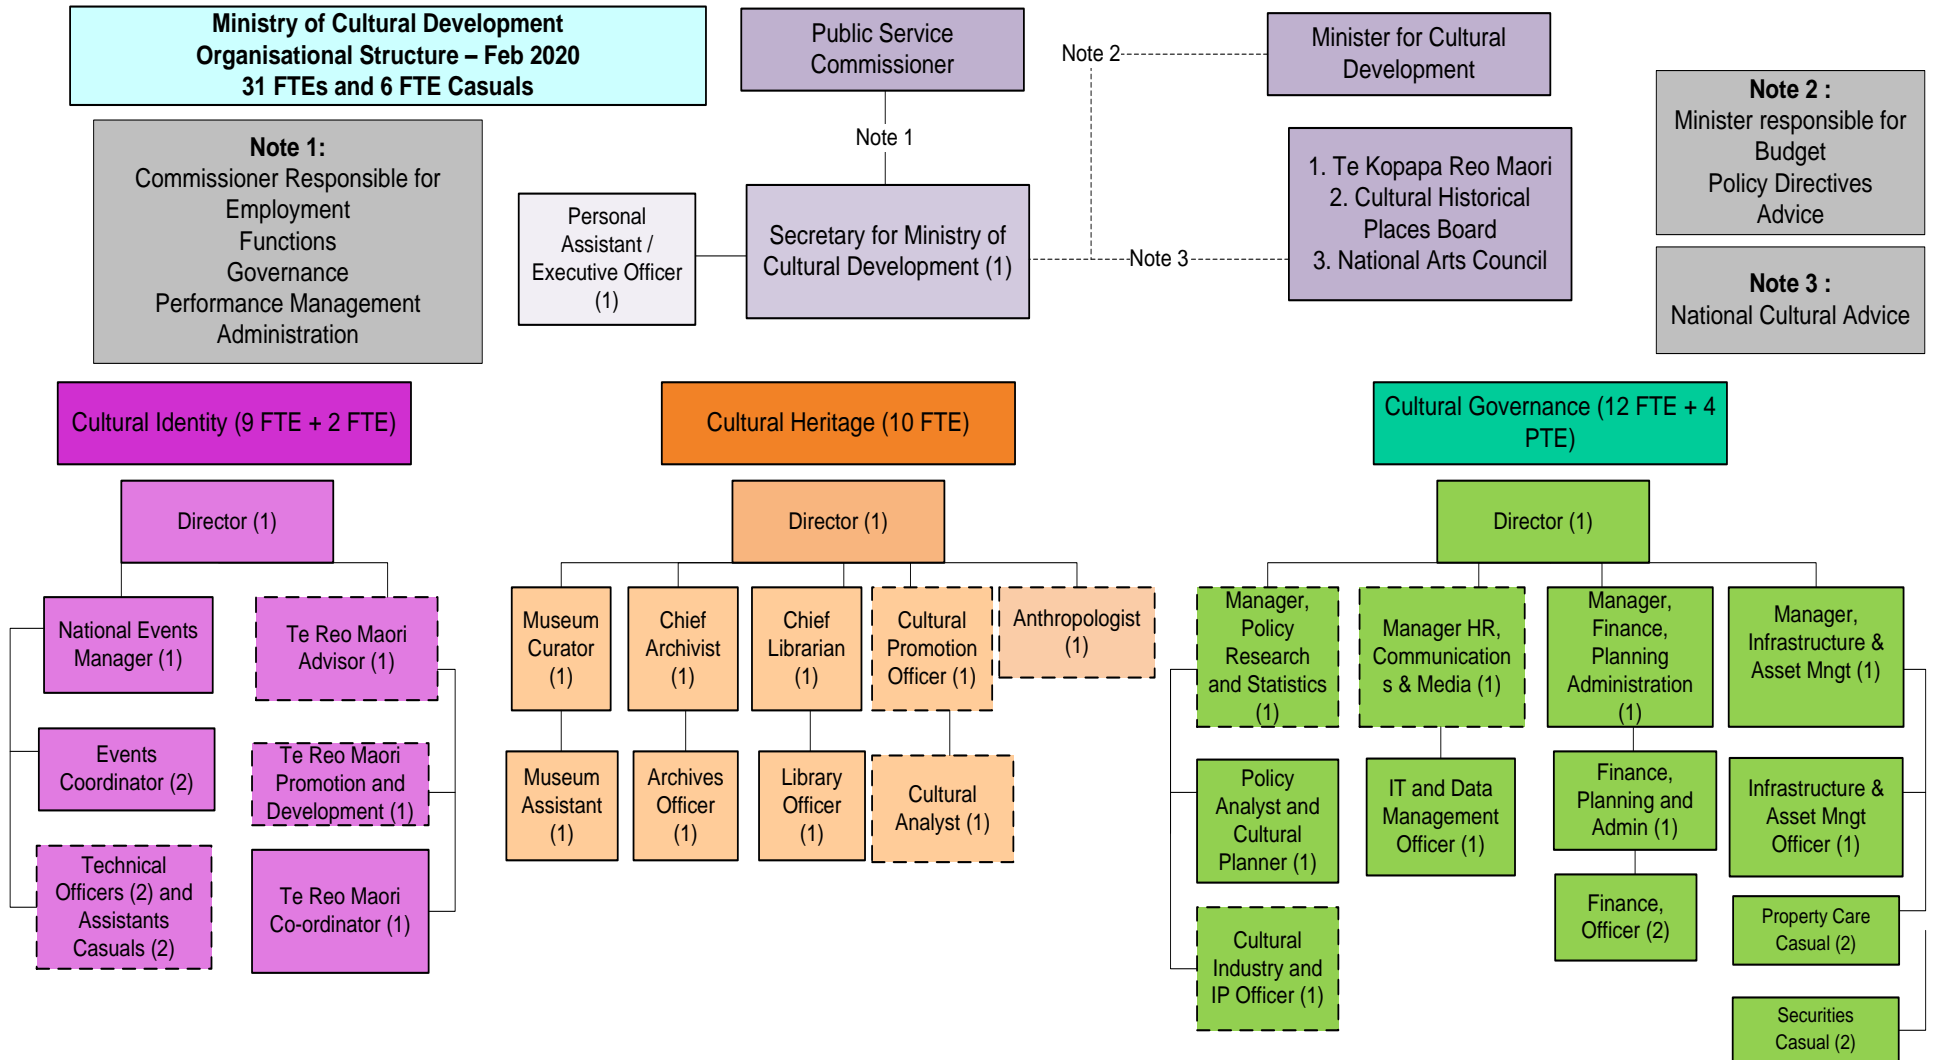 Ministry of Cultural Development
Organisational Structure – Feb 2020
31 FTEs and 6 FTE Casuals
Public Service
Commissioner
Note 2
Minister for Cultural
Development
Note 2 :
Minister responsible for
Budget
Policy Directives
Advice
Note 1:
Commissioner Responsible for
Employment
Functions
Governance
Performance Management
Administration
Note 1
Personal
Assistant /
Executive Officer
(1)
Secretary for Ministry of
Cultural Development (1)
Note 3
1. Te Kopapa Reo Maori
2. Cultural Historical
Places Board
3. National Arts Council
Note 3 :
National Cultural Advice
Cultural Identity (9 FTE + 2 FTE)
Cultural Heritage (10 FTE)
Cultural Governance (12 FTE + 4
PTE)
Director (1)
Director (1)
Director (1)
National Events
Manager (1)
Te Reo Maori
Advisor (1)
Events
Coordinator (2)
Te Reo Maori
Promotion and
Development (1)
Technical
Officers (2) and
Assistants
Casuals (2)
Te Reo Maori
Co-ordinator (1)
Museum
Curator
(1)
Chief
Archivist
(1)
Chief
Librarian
(1)
Cultural
Promotion
Officer (1)
Anthropologist
(1)
Museum
Assistant
(1)
Archives
Officer
(1)
Library
Officer
(1)
Cultural
Analyst (1)
Manager,
Policy
Research
and Statistics
(1)
Manager HR,
Communication
s & Media (1)
Manager,
Finance,
Planning
Administration
(1)
Manager,
Infrastructure &
Asset Mngt (1)
Policy
Analyst and
Cultural
Planner (1)
IT and Data
Management
Officer (1)
Finance,
Planning and
Admin (1)
Infrastructure &
Asset Mngt
Officer (1)
Cultural
Industry and
IP Officer (1)
Finance,
Officer (2)
Property Care
Casual (2)
Securities
Casual (2)